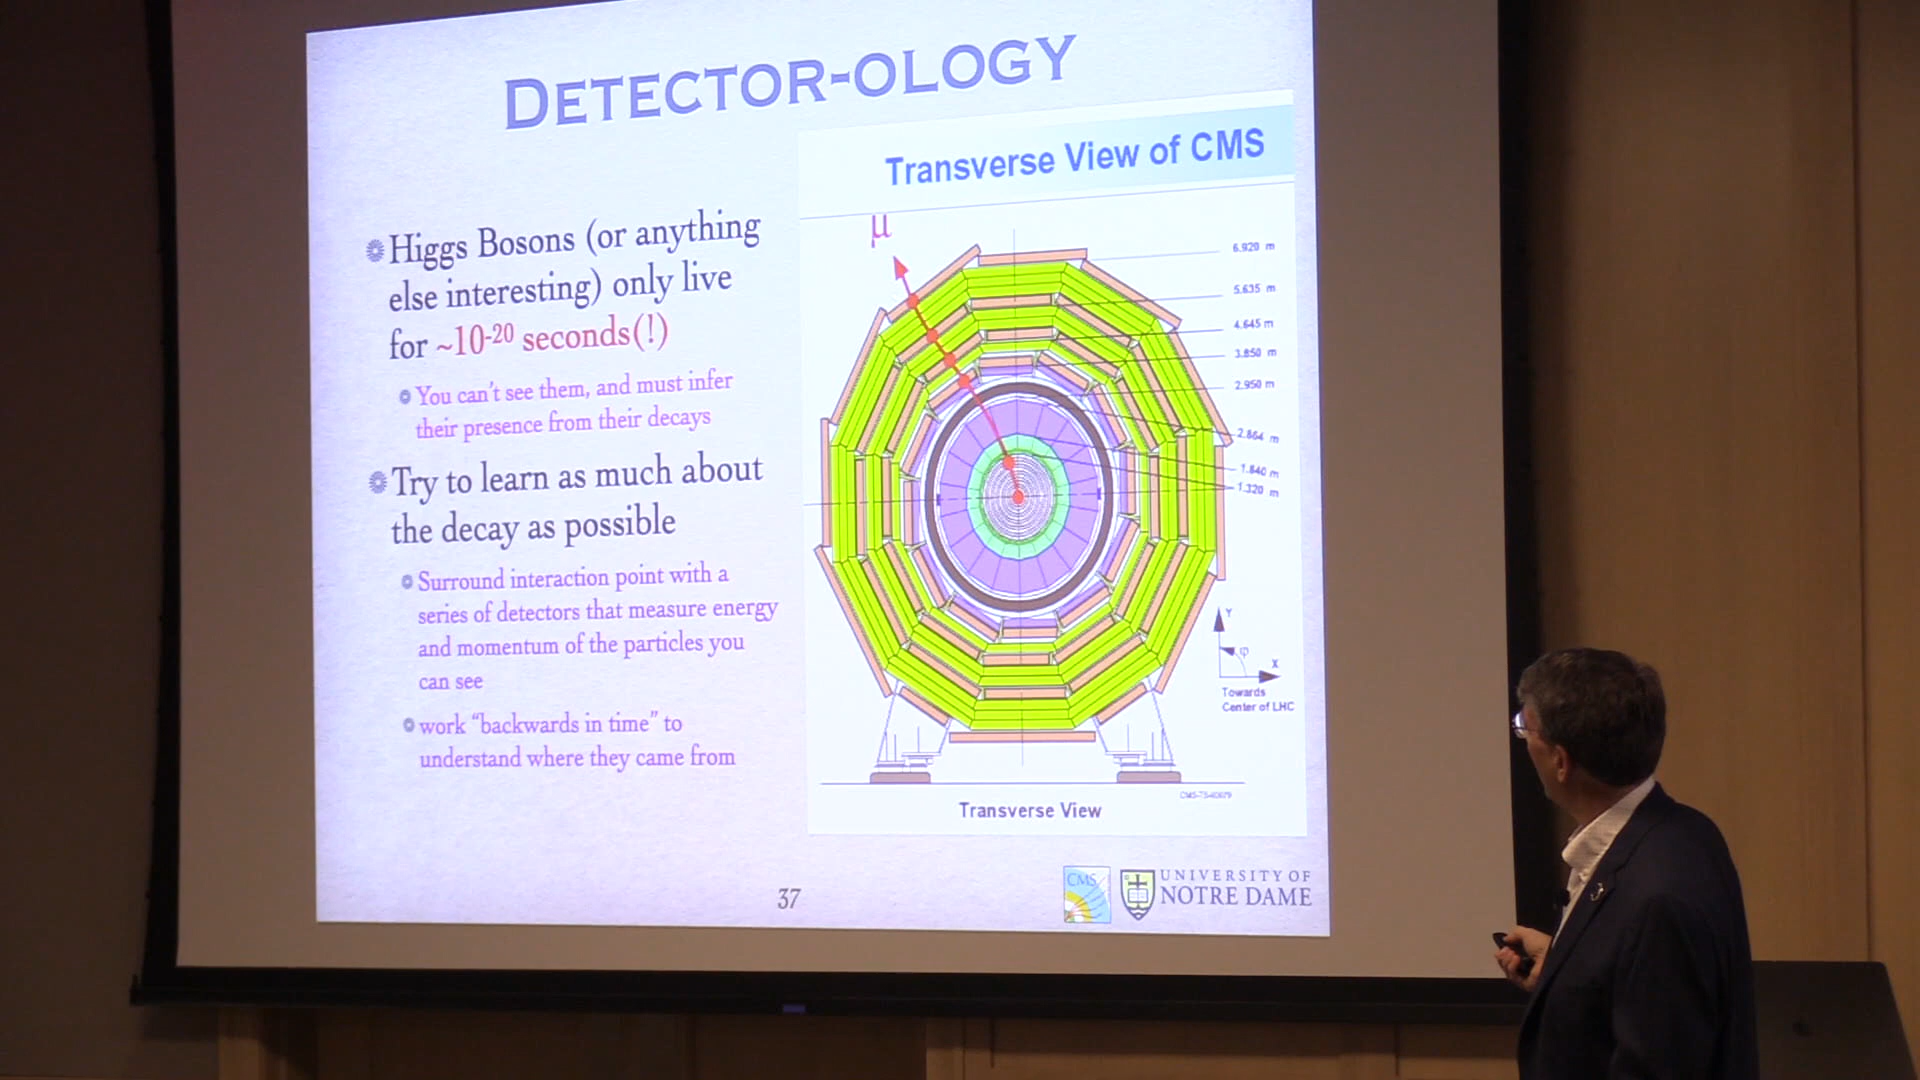 DETECTOR-OLOGY
Higgs Bosons (or anything
else interesting) only live
for ~10-20 seconds(!)
You can't see them, and must infer
their presence from their decays
Try to learn as much about
the decay as possible
Surround interaction point with a
series of detectors that measure energy
and momentum of the particles you
can see
work "backwards in time" to
understand where they came from
Transverse View of CMS
μ
6.920 m
5.635 m
4.645 m
3.850 m
2.950 m
2.864 m
1.840 m
1.320 m
Y
φ
X
Towards
Center of LHC
Transverse View
37
CMS
UNIVERSITY OF
NOTRE DAME